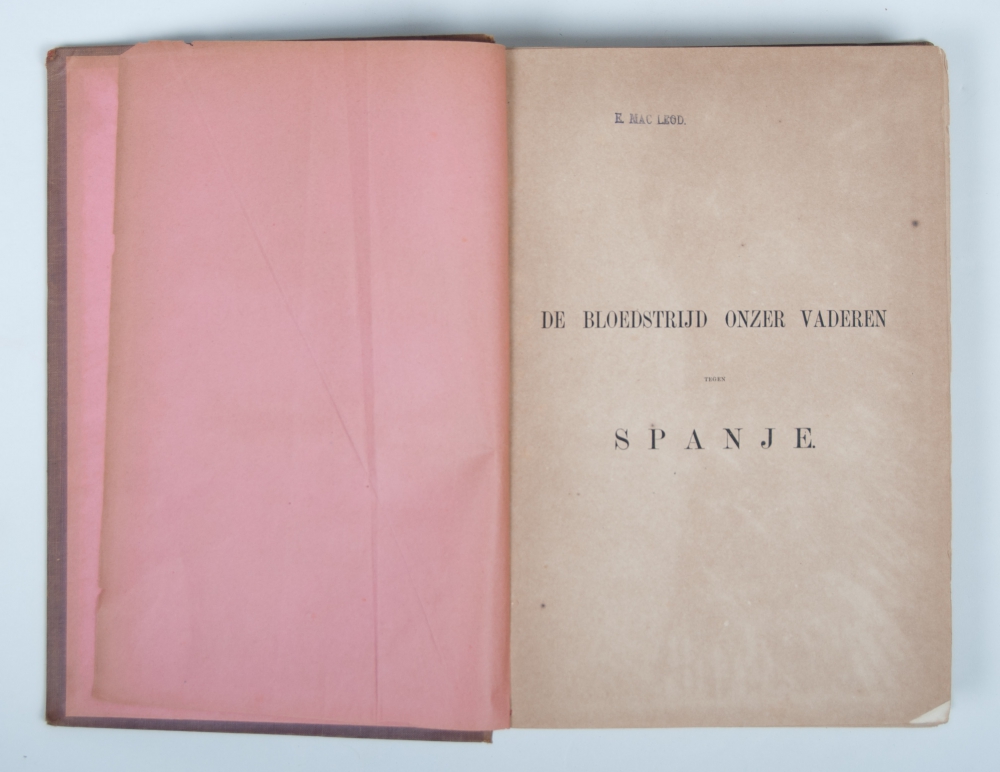 E. MAC LEOD.
DE BLOEDSTRIJD ONZER VADEREN
TEGEN
SPANJE.